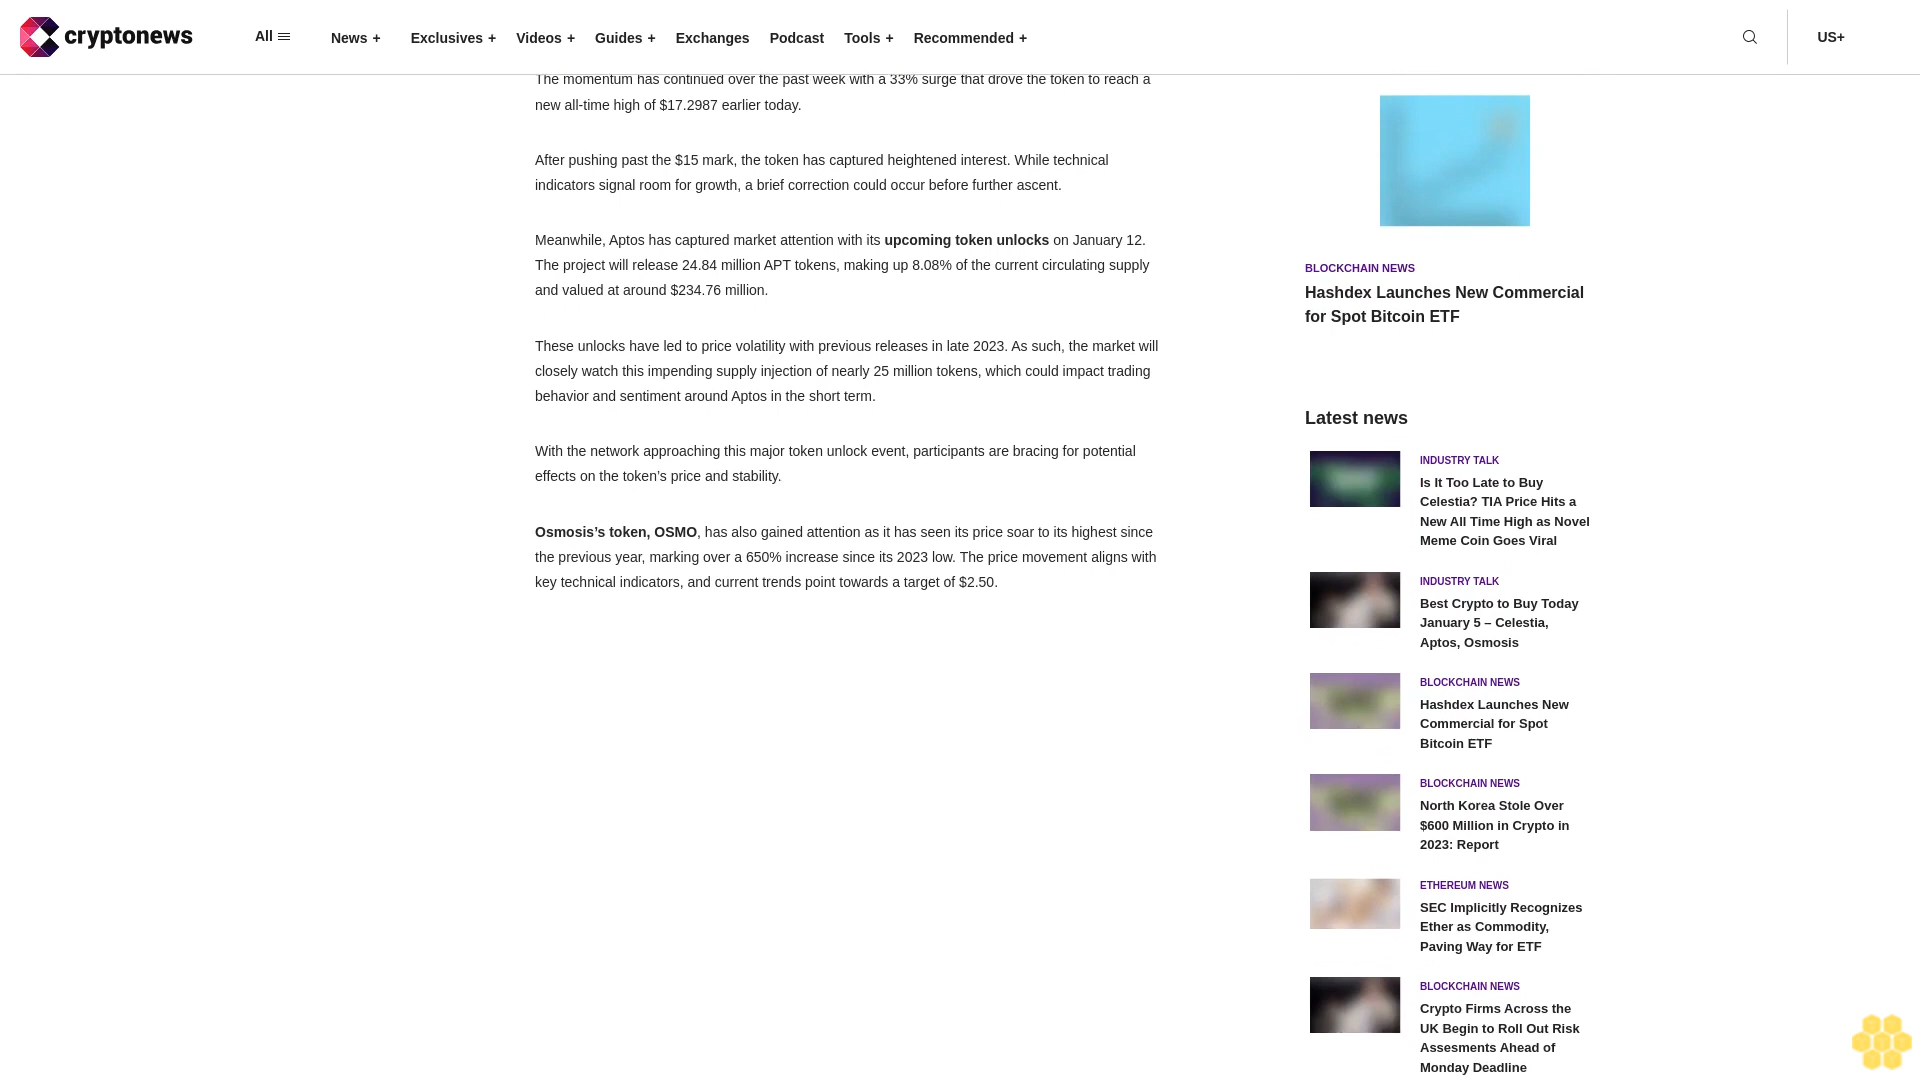 cryptonews
All
News +
Exclusives +
Videos +
Guides +
Exchanges
Podcast
Tools +
Recommended +
US+
The momentum has continued over the past week with a 33% surge that drove the token to reach a
new all-time high of $17.2987 earlier today.
After pushing past the $15 mark, the token has captured heightened interest. While technical
indicators signal room for growth, a brief correction could occur before further ascent.
Meanwhile, Aptos has captured market attention with its upcoming token unlocks on January 12.
The project will release 24.84 million APT tokens, making up 8.08% of the current circulating supply
and valued at around $234.76 million.
These unlocks have led to price volatility with previous releases in late 2023. As such, the market will
closely watch this impending supply injection of nearly 25 million tokens, which could impact trading
behavior and sentiment around Aptos in the short term.
With the network approaching this major token unlock event, participants are bracing for potential
effects on the token’s price and stability.
Osmosis’s token, OSMO, has also gained attention as it has seen its price soar to its highest since
the previous year, marking over a 650% increase since its 2023 low. The price movement aligns with
key technical indicators, and current trends point towards a target of $2.50.
BLOCKCHAIN NEWS
Hashdex Launches New Commercial
for Spot Bitcoin ETF
Latest news
INDUSTRY TALK
Is It Too Late to Buy
Celestia? TIA Price Hits a
New All Time High as Novel
Meme Coin Goes Viral
INDUSTRY TALK
Best Crypto to Buy Today
January 5 – Celestia,
Aptos, Osmosis
BLOCKCHAIN NEWS
Hashdex Launches New
Commercial for Spot
Bitcoin ETF
BLOCKCHAIN NEWS
North Korea Stole Over
$600 Million in Crypto in
2023: Report
ETHEREUM NEWS
SEC Implicitly Recognizes
Ether as Commodity,
Paving Way for ETF
BLOCKCHAIN NEWS
Crypto Firms Across the
UK Begin to Roll Out Risk
Assesments Ahead of
Monday Deadline